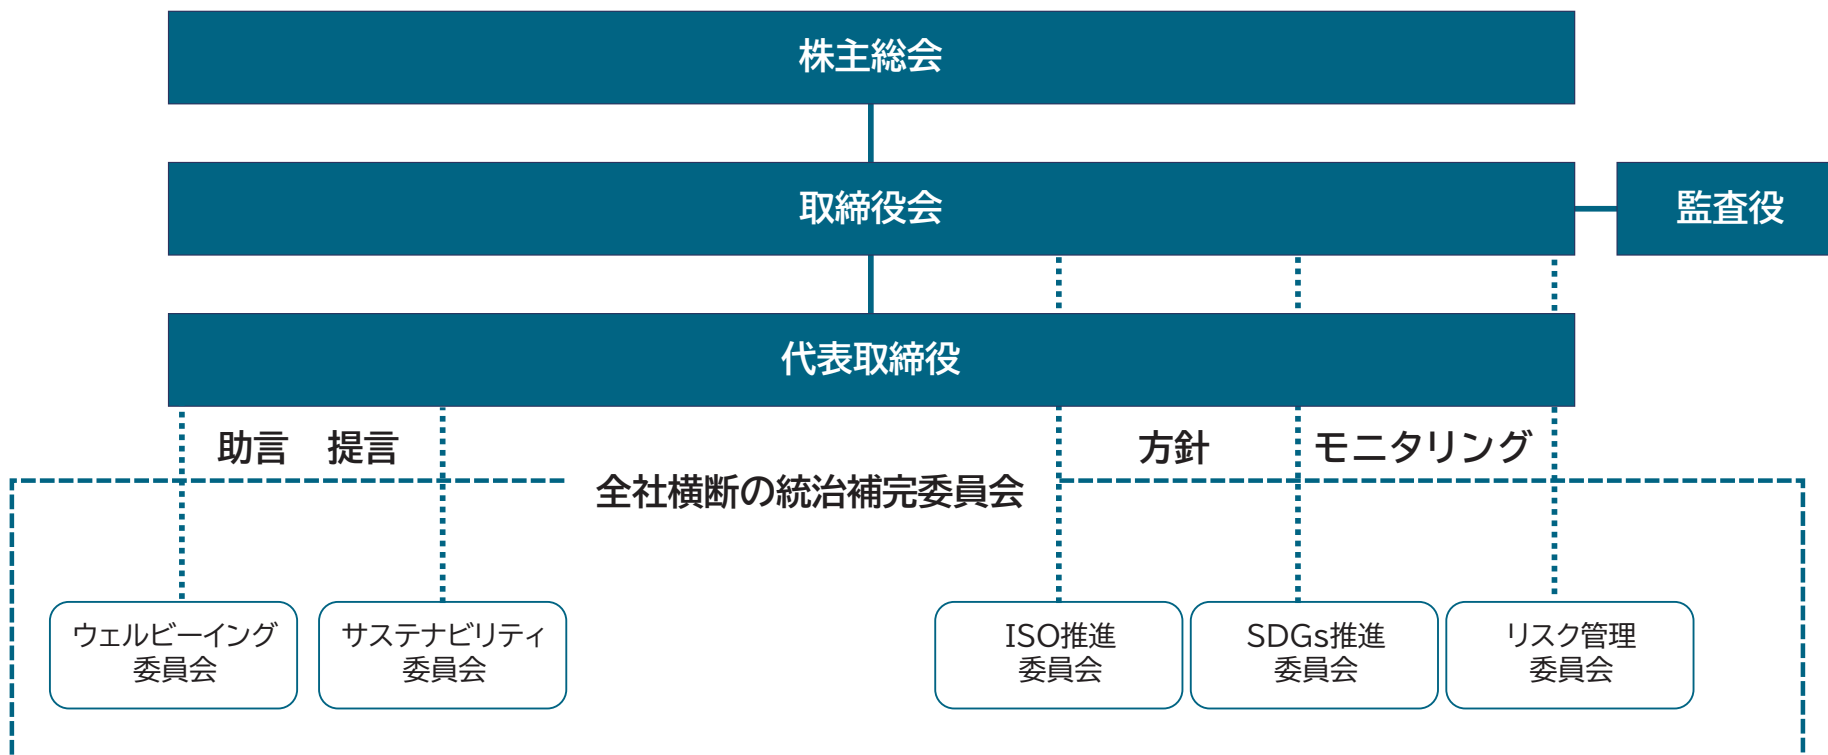 株主総会
取締役会
監査役
代表取締役
助言　提言
方針
モニタリング
全社横断の統治補完委員会
ウェルビーイング
委員会
サステナビリティ
委員会
ISO推進
委員会
SDGs推進
委員会
リスク管理
委員会